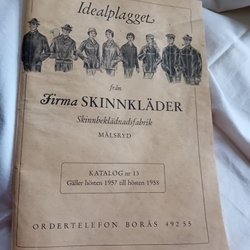 Idealplagget
från
Firma SKINNKLÄDER
Skinnbeklädnadsfabrik
MÅLSRYD
KATALOG nr 13
Gäller hösten 1957 till hösten 1958
ORDERTELEFON BORÅS 492 55